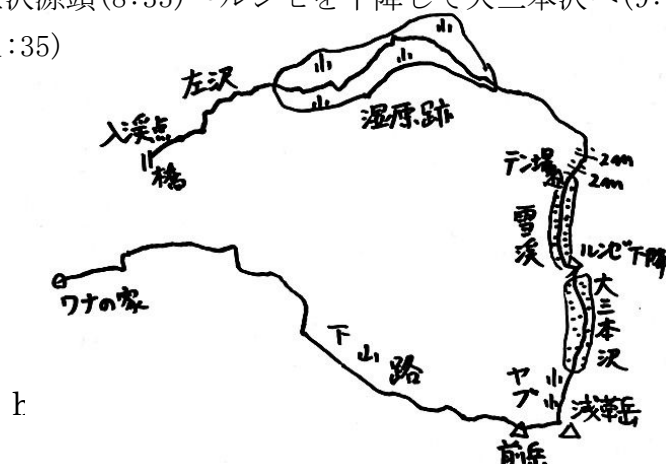 沢源頭(8:55)～ルンゼを下降して大三本沢へ(9:
:35)
左沢
入渓点
橋
湿原跡
2m
テン場
2m
雪渓
ルンゼ下降
大三本沢
ワナの家
下山路
ヤブ
浅草岳
前岳
h